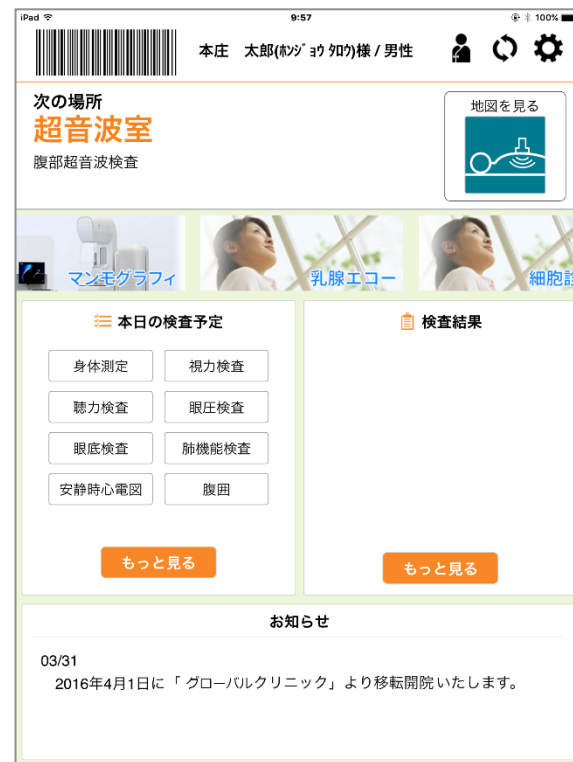 iPad 9:57 100%
本庄 太郎(ﾎﾝｼﾞｮｳ ﾀﾛｳ)様 / 男性
次の場所
超音波室
腹部超音波検査
地図を見る
マンモグラフィ 乳腺エコー 細胞診
本日の検査予定
身体測定 視力検査
聴力検査 眼圧検査
眼底検査 肺機能検査
安静時心電図 腹囲
もっと見る
検査結果
もっと見る
お知らせ
03/31
2016年4月1日に「 グローバルクリニック」より移転開院いたします。